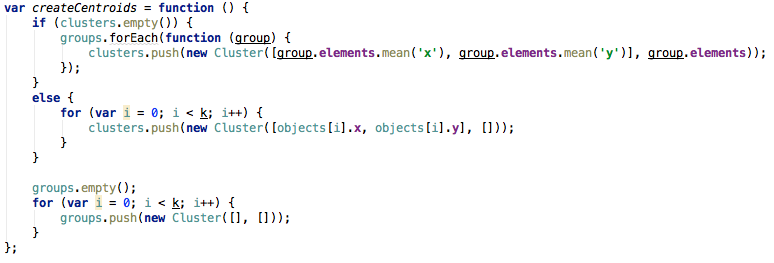 var createCentroids = function () {
    if (clusters.empty()) {
        groups.forEach(function (group) {
            clusters.push(new Cluster([group.elements.mean('x'), group.elements.mean('y')], group.elements));
        });
    }
    else {
        for (var i = 0; i < k; i++) {
            clusters.push(new Cluster([objects[i].x, objects[i].y], []));
        }
    }

    groups.empty();
    for (var i = 0; i < k; i++) {
        groups.push(new Cluster([], []));
    }
};